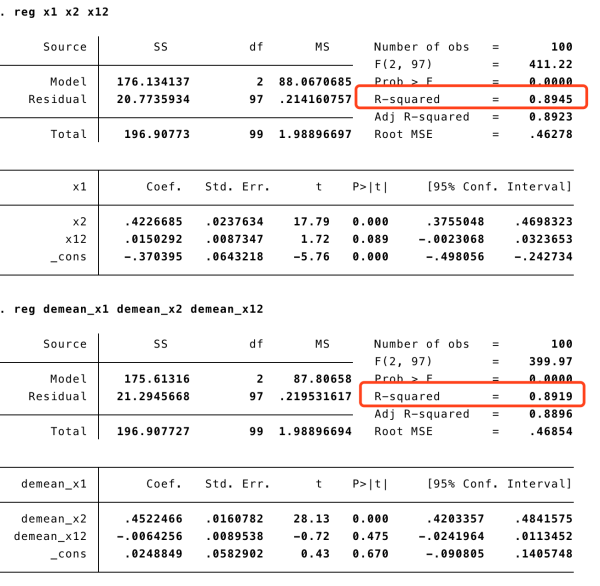 . reg x1 x2 x12
Source SS df MS Number of obs = 100
F(2, 97) = 411.22
Model 176.134137 2 88.0670685 Prob > F = 0.0000
Residual 20.7735934 97 .214160757 R-squared = 0.8945
Adj R-squared = 0.8923
Total 196.90773 99 1.98896697 Root MSE = .46278
x1 Coef. Std. Err. t P>|t| [95% Conf. Interval]
x2 .4226685 .0237634 17.79 0.000 .3755048 .4698323
x12 .0150292 .0087347 1.72 0.089 -.0023068 .0323653
_cons -.370395 .0643218 -5.76 0.000 -.498056 -.242734
. reg demean_x1 demean_x2 demean_x12
Source SS df MS Number of obs = 100
F(2, 97) = 399.97
Model 175.61316 2 87.80658 Prob > F = 0.0000
Residual 21.2945668 97 .219531617 R-squared = 0.8919
Adj R-squared = 0.8896
Total 196.907727 99 1.98896694 Root MSE = .46854
demean_x1 Coef. Std. Err. t P>|t| [95% Conf. Interval]
demean_x2 .4522466 .0160782 28.13 0.000 .4203357 .4841575
demean_x12 -.0064256 .0089538 -0.72 0.475 -.0241964 .0113452
_cons .0248849 .0582902 0.43 0.670 -.090805 .1405748